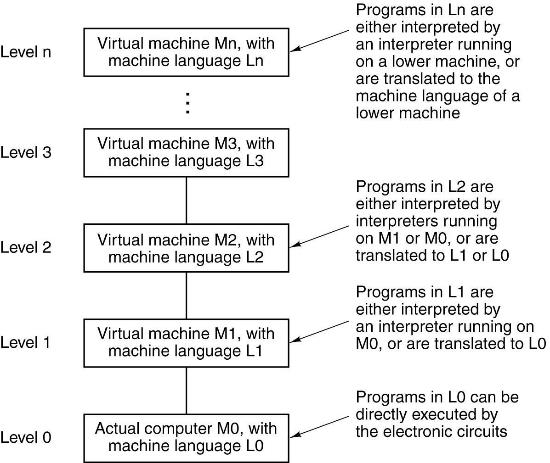 Level n
Virtual machine Mn, with
machine language Ln
Programs in Ln are
either interpreted by
an interpreter running
on a lower machine, or
are translated to the
machine language of a
lower machine
Level 3
Virtual machine M3, with
machine language L3
Level 2
Virtual machine M2, with
machine language L2
Programs in L2 are
either interpreted by
interpreters running
on M1 or M0, or are
translated to L1 or L0
Level 1
Virtual machine M1, with
machine language L1
Programs in L1 are
either interpreted by
an interpreter running on
M0, or are translated to L0
Level 0
Actual computer M0, with
machine language L0
Programs in L0 can be
directly executed by
the electronic circuits